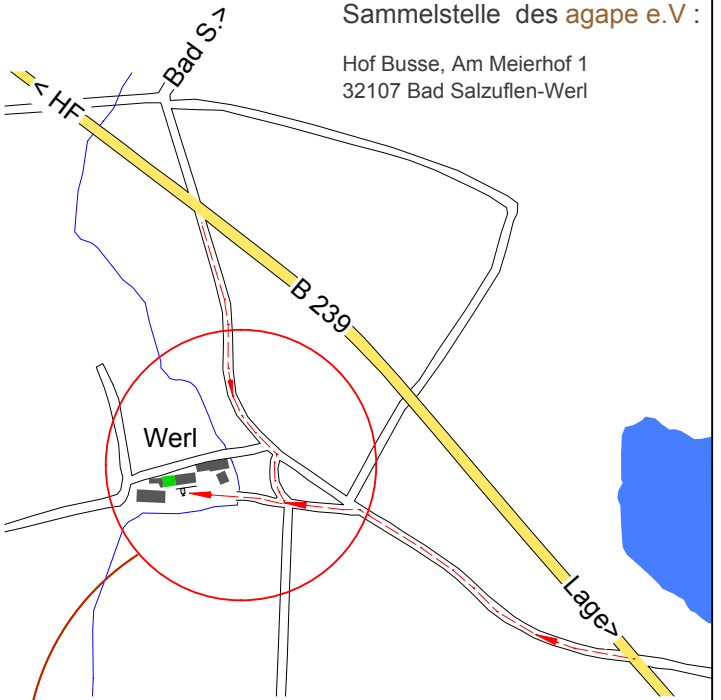 Sammelstelle des agape e.V :
Hof Busse, Am Meierhof 1
32107 Bad Salzuflen-Werl
Bad S.>
< HF
B 239
Werl
Lage>